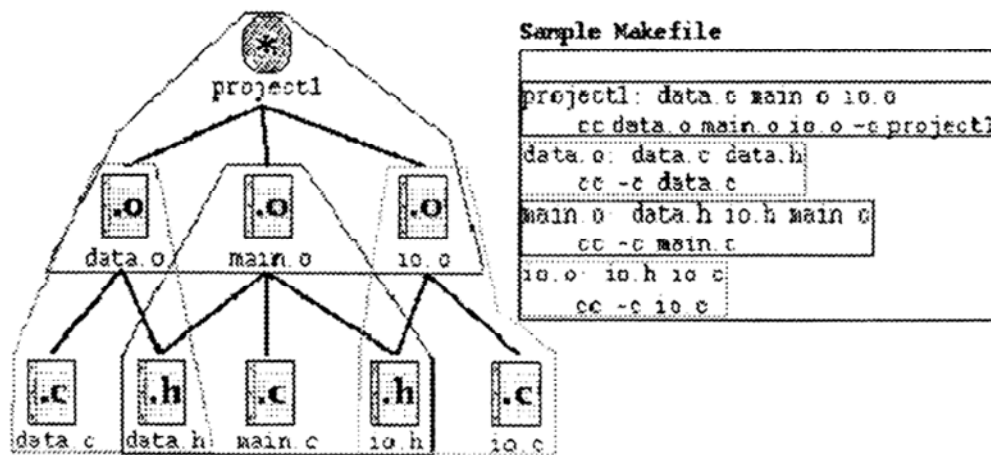 Sample Makefile
*
project1
project1: data.o main.o io.o
cc data.o main.o io.o -o project1
data.o: data.c data.h
cc -c data.c
.o .o .o
main.o: data.h io.h main.c
cc -c main.c
data.o main.o io.o
io.o: io.h io.c
cc -c io.c
.c .h .c .h .c
data.c data.h main.c io.h io.c